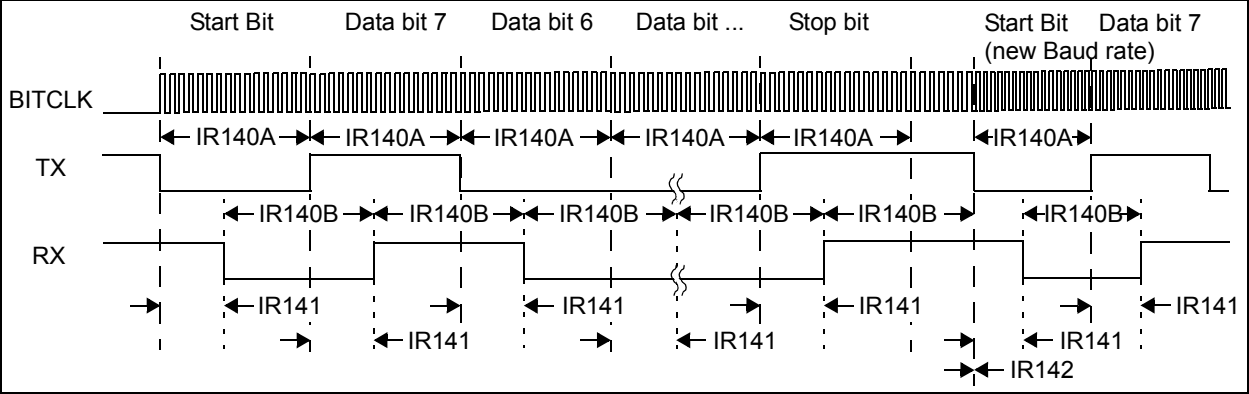 Start Bit Data bit 7 Data bit 6 Data bit ... Stop bit Start Bit Data bit 7
(new Baud rate)
BITCLK
IR140A IR140A IR140A IR140A IR140A IR140A
TX
IR140B IR140B IR140B IR140B IR140B IR140B
RX
IR141 IR141 IR141 IR141
IR141 IR141 IR141
IR142